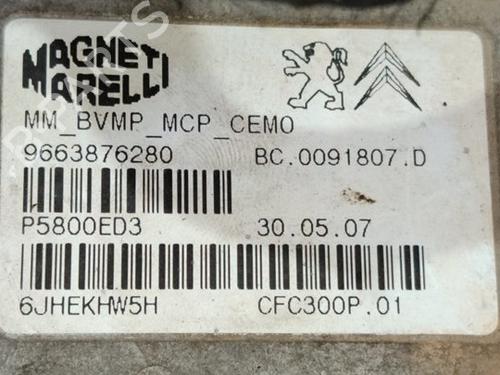 MAGNETI
MARELLI
MM_BVMP_MCP_CEMO
9663876280 BC.0091807.D
P5800ED3 30.05.07
6JHEKHW5H CFC300P.01